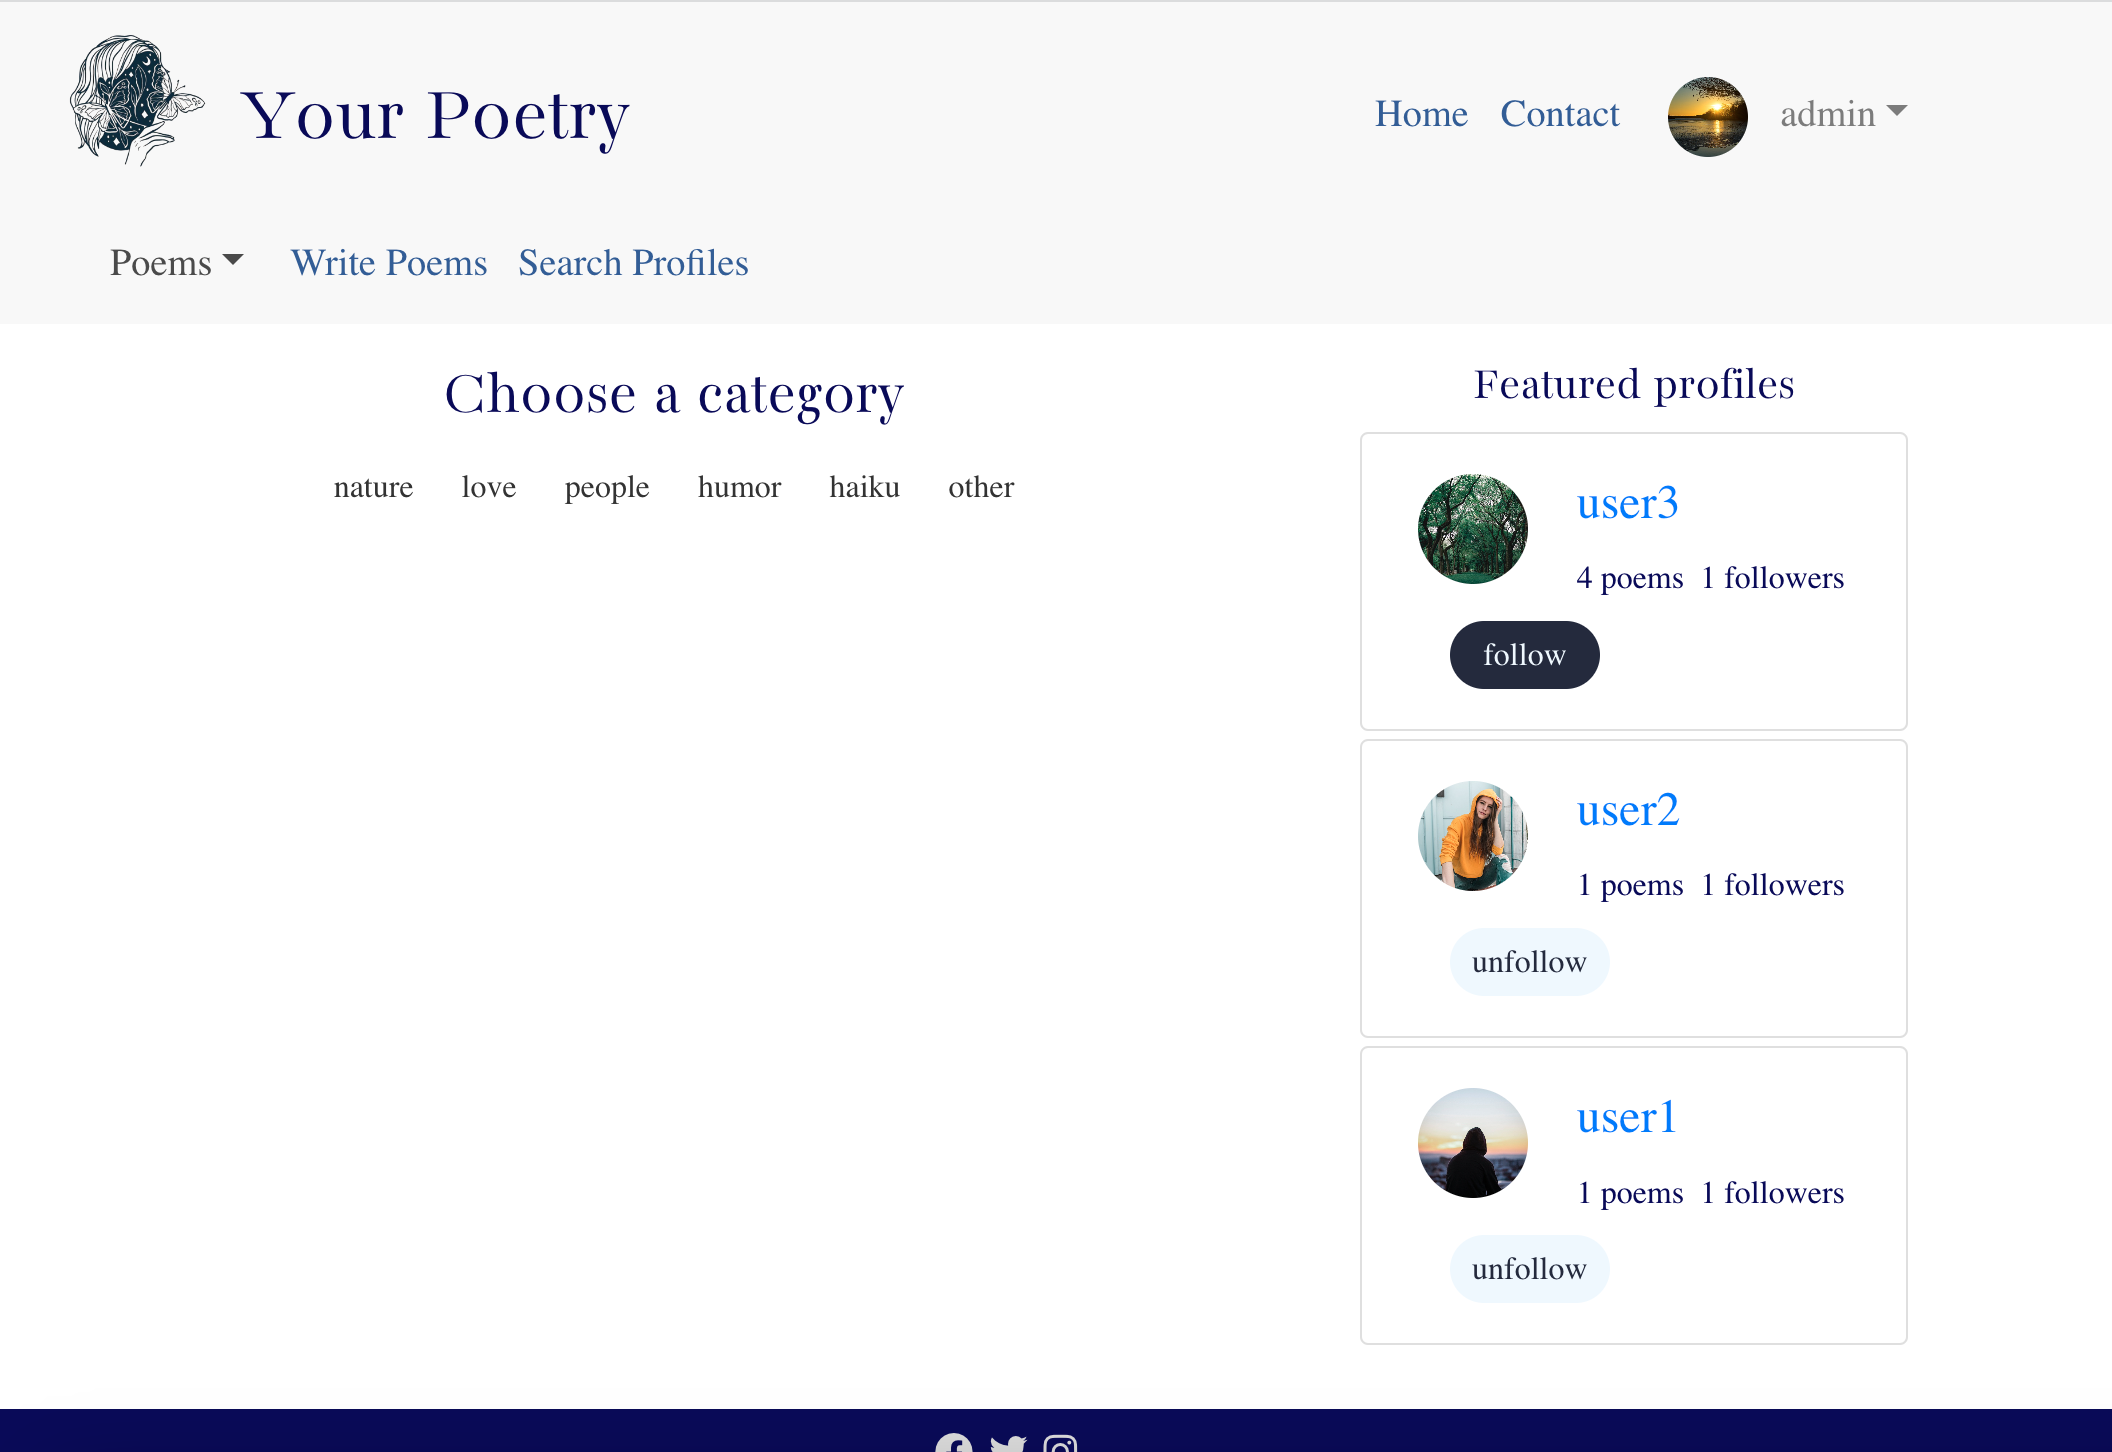 Your Poetry
Home Contact admin
Poems Write Poems Search Profiles
Choose a category
nature love people humor haiku other
Featured profiles
user3
4 poems 1 followers
follow
user2
1 poems 1 followers
unfollow
user1
1 poems 1 followers
unfollow